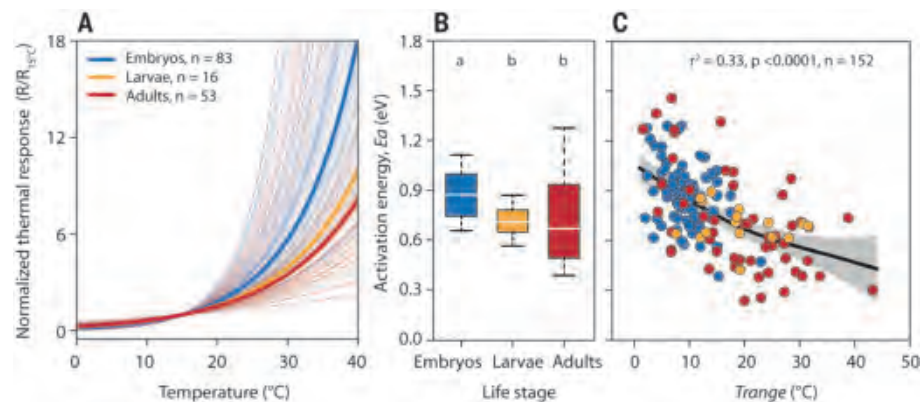 A
B
C
Normalized thermal response (R/R15°C)
18
12
6
1
Embryos, n = 83
Larvae, n = 16
Adults, n = 53
0
10
20
30
40
Temperature (°C)
Activation energy, Ea (eV)
1.8
1.5
1.2
0.9
0.6
0.3
0.0
a
b
b
Embryos
Larvae
Adults
Life stage
r² = 0.33, p <0.0001, n = 152
0
10
20
30
40
50
Trange (°C)